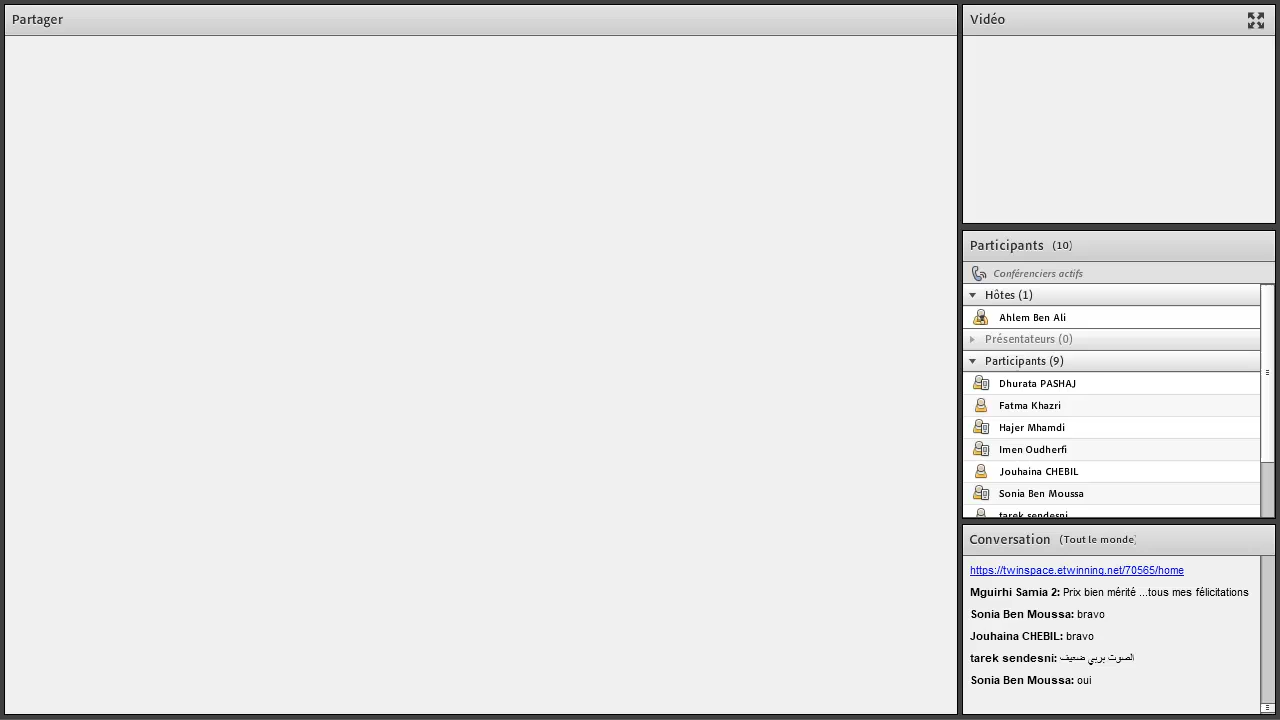 Partager
Vidéo
Participants (10)
Conférenciers actifs
Hôtes (1)
Ahlem Ben Ali
Présentateurs (0)
Participants (9)
Dhurata PASHAJ
Fatma Khazri
Hajer Mhamdi
Imen Oudherfi
Jouhaina CHEBIL
Sonia Ben Moussa
tarek sendesni
Conversation (Tout le monde)
https://twinspace.etwinning.net/70565/home
Mguirhi Samia 2: Prix bien mérité ...tous mes félicitations
Sonia Ben Moussa: bravo
Jouhaina CHEBIL: bravo
tarek sendesni: الصوت بربي ضعيف
Sonia Ben Moussa: oui